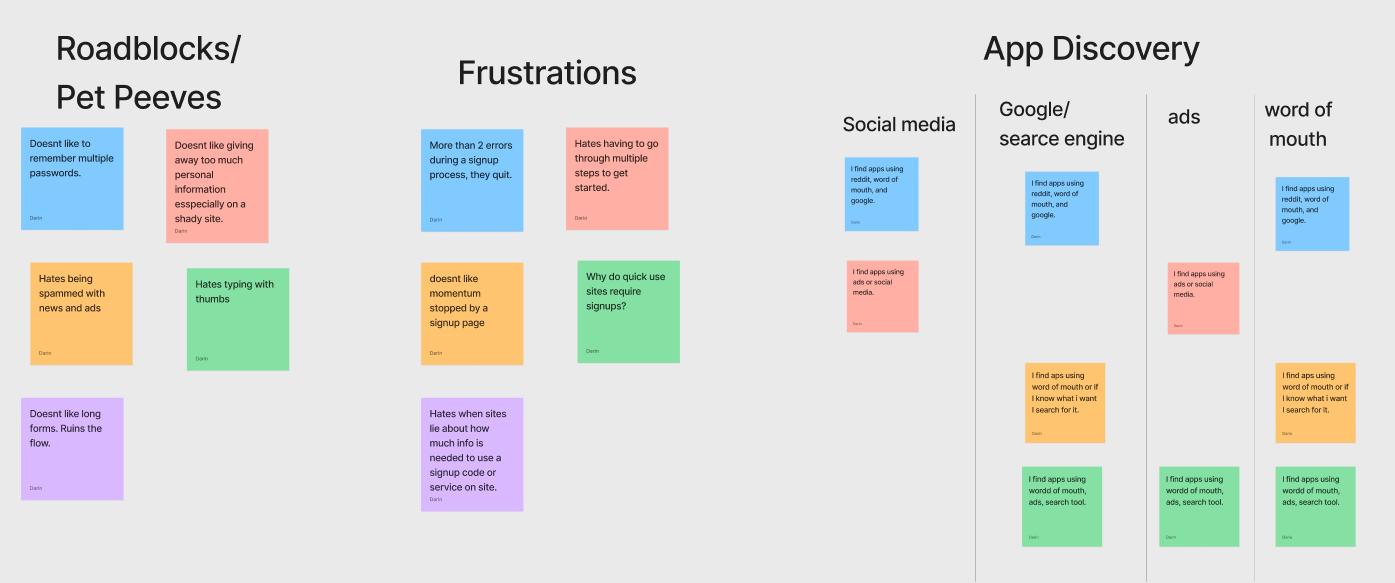 Roadblocks/
Pet Peeves
Doesnt like to
remember multiple
passwords.
Darin
Doesnt like giving
away too much
personal
information
esspecially on a
shady site.
Darin
Hates being
spammed with
news and ads
Darin
Hates typing with
thumbs
Darin
Doesnt like long
forms. Ruins the
flow.
Darin
Frustrations
More than 2 errors
during a signup
process, they quit.
Darin
Hates having to go
through multiple
steps to get
started.
Darin
doesnt like
momentum
stopped by a
signup page
Darin
Why do quick use
sites require
signups?
Darin
Hates when sites
lie about how
much info is
needed to use a
signup code or
service on site.
Darin
App Discovery
Social media
I find apps using
reddit, word of
mouth, and
google.
Darin
I find apps using
ads or social
media.
Darin
Google/
searce engine
I find apps using
reddit, word of
mouth, and
google.
Darin
I find aps using
word of mouth or if
I know what i want
I search for it.
Darin
I find apps using
wordd of mouth,
ads, search tool.
Darin
ads
I find apps using
ads or social
media.
Darin
I find apps using
wordd of mouth,
ads, search tool.
Darin
word of
mouth
I find apps using
reddit, word of
mouth, and
google.
Darin
I find aps using
word of mouth or if
I know what i want
I search for it.
Darin
I find apps using
wordd of mouth,
ads, search tool.
Darin